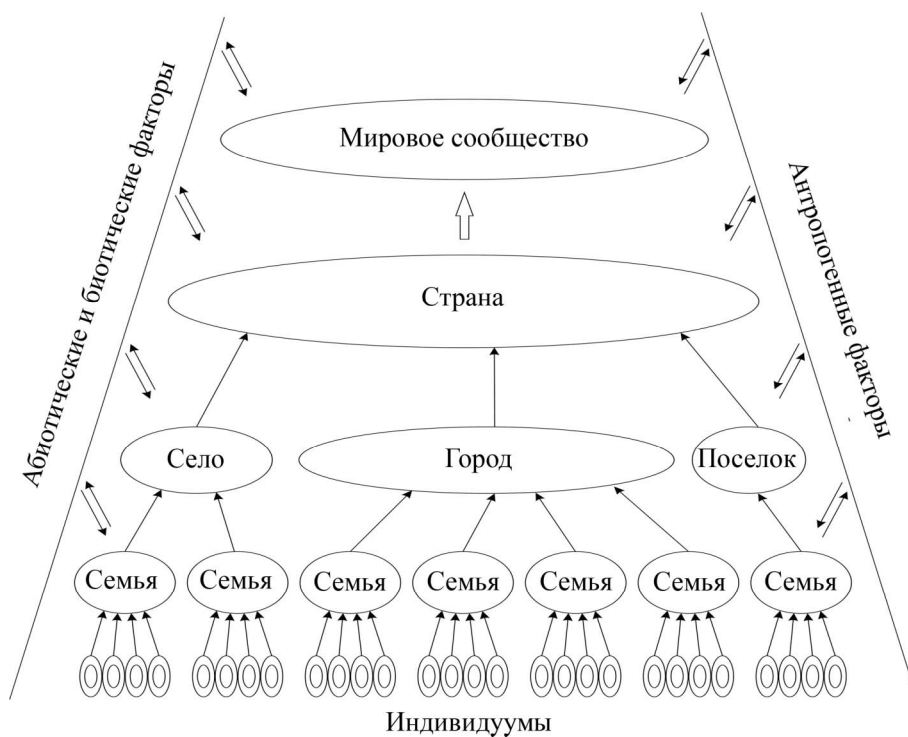 Абиотические и биотические факторы
Антропогенные факторы
Мировое сообщество
Страна
Село
Город
Поселок
Семья
Семья
Семья
Семья
Семья
Семья
Семья
Индивидуумы